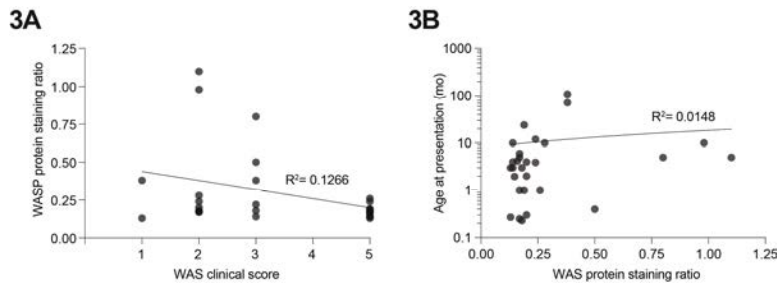 3A
1.25
1.00
0.75
0.50
0.25
0.00
WASP protein staining ratio
R²= 0.1266
1 2 3 4 5
WAS clinical score
3B
1000
100
10
1
0.1
Age at presentation (mo)
R²= 0.0148
0.00 0.25 0.50 0.75 1.00 1.25
WAS protein staining ratio